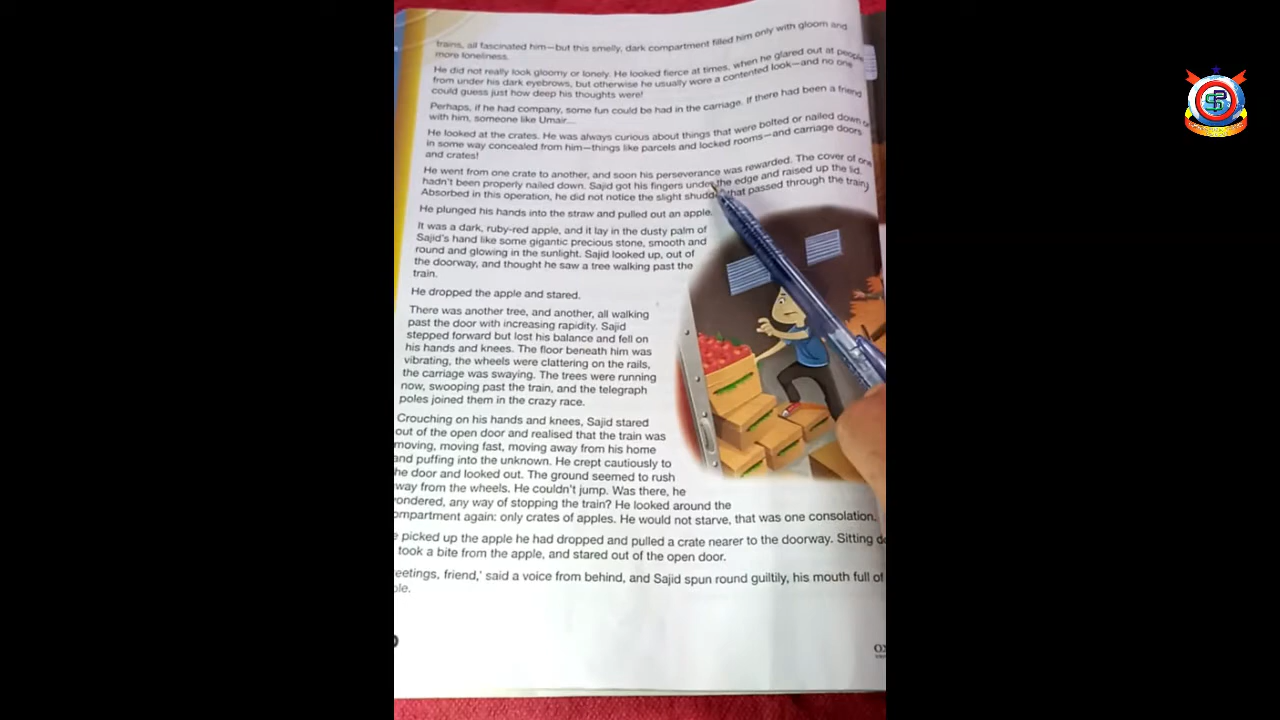 trains, all fascinated him—but this smelly, dark compartment filled him only with gloom and
more loneliness.
He did not really look gloomy or lonely. He looked fierce at times, when he glared out at people
from under his dark eyebrows, but otherwise he usually wore a contented look—and no one
could guess just how deep his thoughts were!
Perhaps, if he had company, some fun could be had in the carriage. If there had been a friend
with him, someone like Umair...
He looked at the crates. He was always curious about things that were bolted or nailed down or
in some way concealed from him—things like parcels and locked rooms—and carriage doors
and crates!
He went from one crate to another, and soon his perseverance was rewarded. The cover of one
hadn't been properly nailed down. Sajid got his fingers under the edge and raised up the lid.
Absorbed in this operation, he did not notice the slight that passed through the train)
He plunged his hands into the straw and pulled out an apple.
It was a dark, ruby-red apple, and it lay in the dusty palm of
Sajid's hand like some gigantic precious stone, smooth and
round and glowing in the sunlight. Sajid looked up, out of
the doorway, and thought he saw a tree walking past the
train.
He dropped the apple and stared.
There was another tree, and another, all walking
past the door with increasing rapidity. Sajid
stepped forward but lost his balance and fell on
his hands and knees. The floor beneath him was
vibrating, the wheels were clattering on the rails,
the carriage was swaying. The trees were running
now, swooping past the train, and the telegraph
poles joined them in the crazy race.
Crouching on his hands and knees, Sajid stared
out of the open door and realised that the train was
moving, moving fast, moving away from his home
and puffing into the unknown. He crept cautiously to
he door and looked out. The ground seemed to rush
way from the wheels. He couldn't jump. Was there, he
ondered, any way of stopping the train? He looked around the
ompartment again: only crates of apples. He would not starve, that was one consolation.
e picked up the apple he had dropped and pulled a crate nearer to the doorway. Sitting do
took a bite from the apple, and stared out of the open door.
eetings, friend,' said a voice from behind, and Sajid spun round guiltily, his mouth full of
ple.